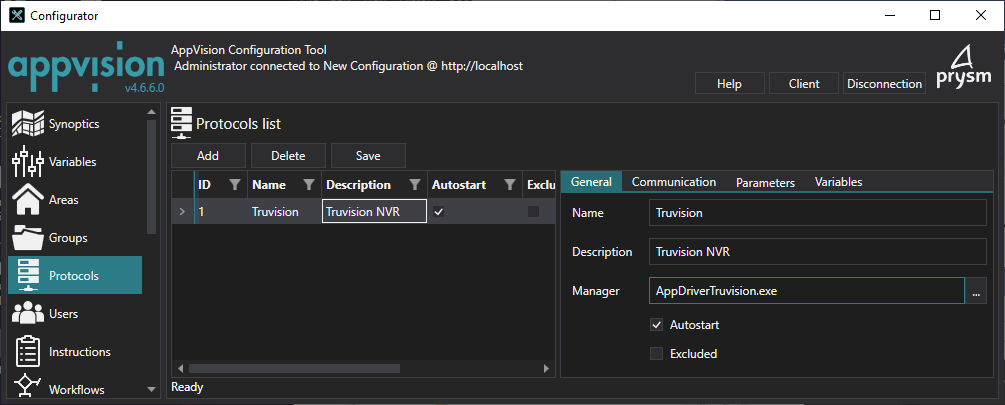 Configurator
appvision
v4.6.6.0
AppVision Configuration Tool
Administrator connected to New Configuration @ http://localhost
Help
Client
Disconnection
prysm
Synoptics
Variables
Areas
Groups
Protocols
Users
Instructions
Workflows
Protocols list
Add
Delete
Save
ID
Name
Description
Autostart
Exclu
1
Truvision
Truvision NVR
General
Communication
Parameters
Variables
Name
Truvision
Description
Truvision NVR
Manager
AppDriverTruvision.exe
...
Autostart
Excluded
Ready